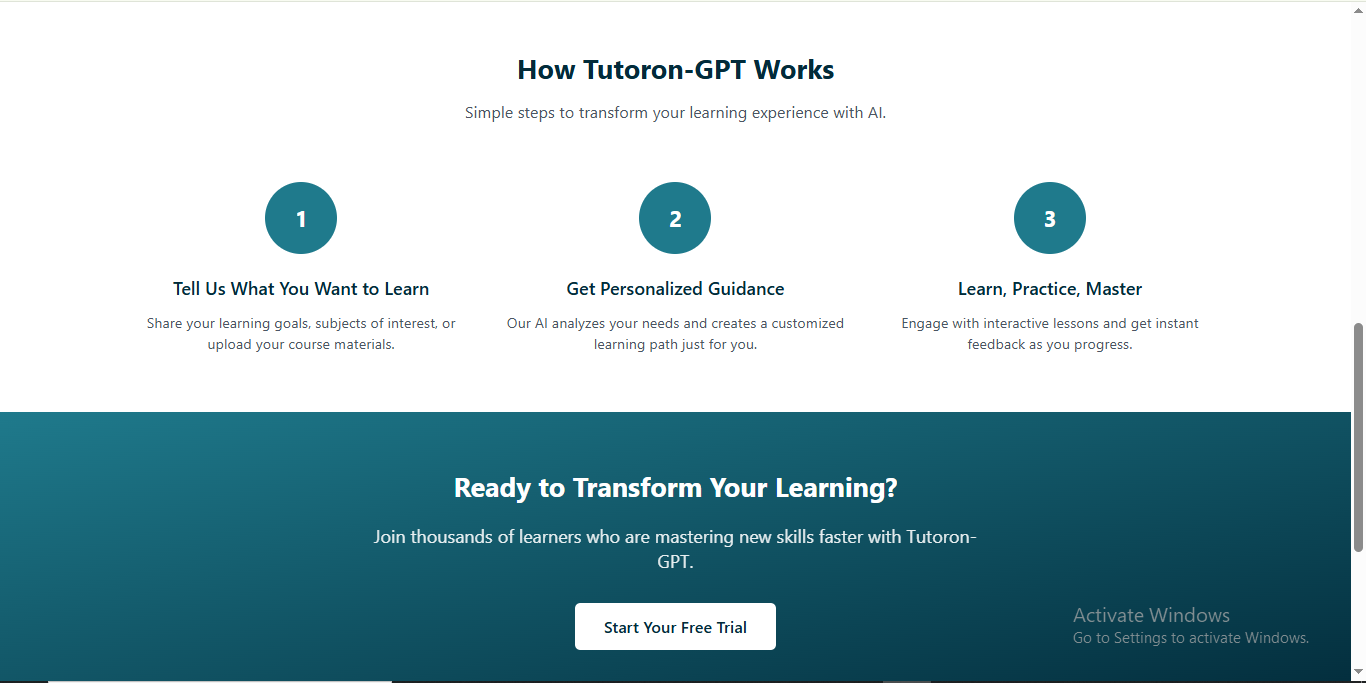 How Tutoron-GPT Works
Simple steps to transform your learning experience with AI.
1
2
3
Tell Us What You Want to Learn
Get Personalized Guidance
Learn, Practice, Master
Share your learning goals, subjects of interest, or
upload your course materials.
Our AI analyzes your needs and creates a customized
learning path just for you.
Engage with interactive lessons and get instant
feedback as you progress.
Ready to Transform Your Learning?
Join thousands of learners who are mastering new skills faster with Tutoron-
GPT.
Start Your Free Trial
Activate Windows
Go to Settings to activate Windows.